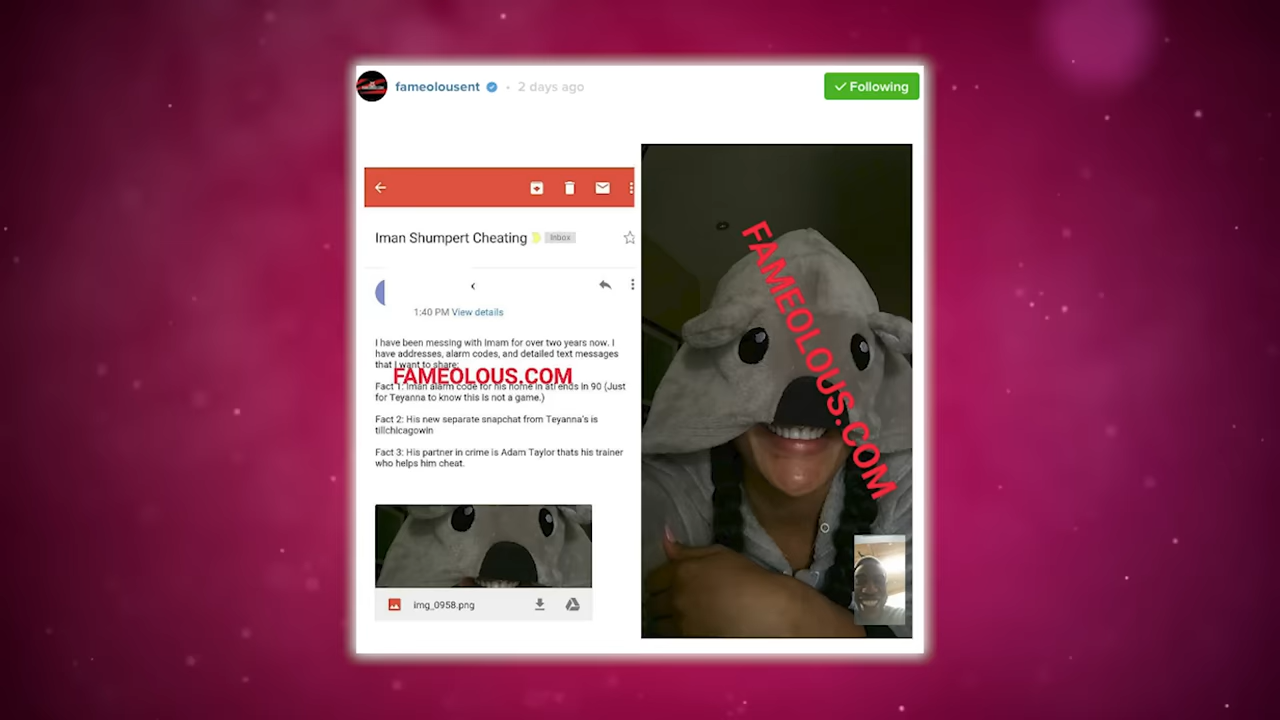 fameolousent • 2 days ago
Following
Iman Shumpert Cheating Inbox
1:40 PM View details
I have been messing with Imam for over two years now. I
have addresses, alarm codes, and detailed text messages
that I want to share:
FAMEOLOUS.COM
Fact 1: Iman alarm code for his home in atl ends in 90 (Just
for Teyanna to know this is not a game.)
Fact 2: His new separate snapchat from Teyanna's is
tillchicagowin
Fact 3: His partner in crime is Adam Taylor thats his trainer
who helps him cheat.
img_0958.png
FAMEOLOUS.COM